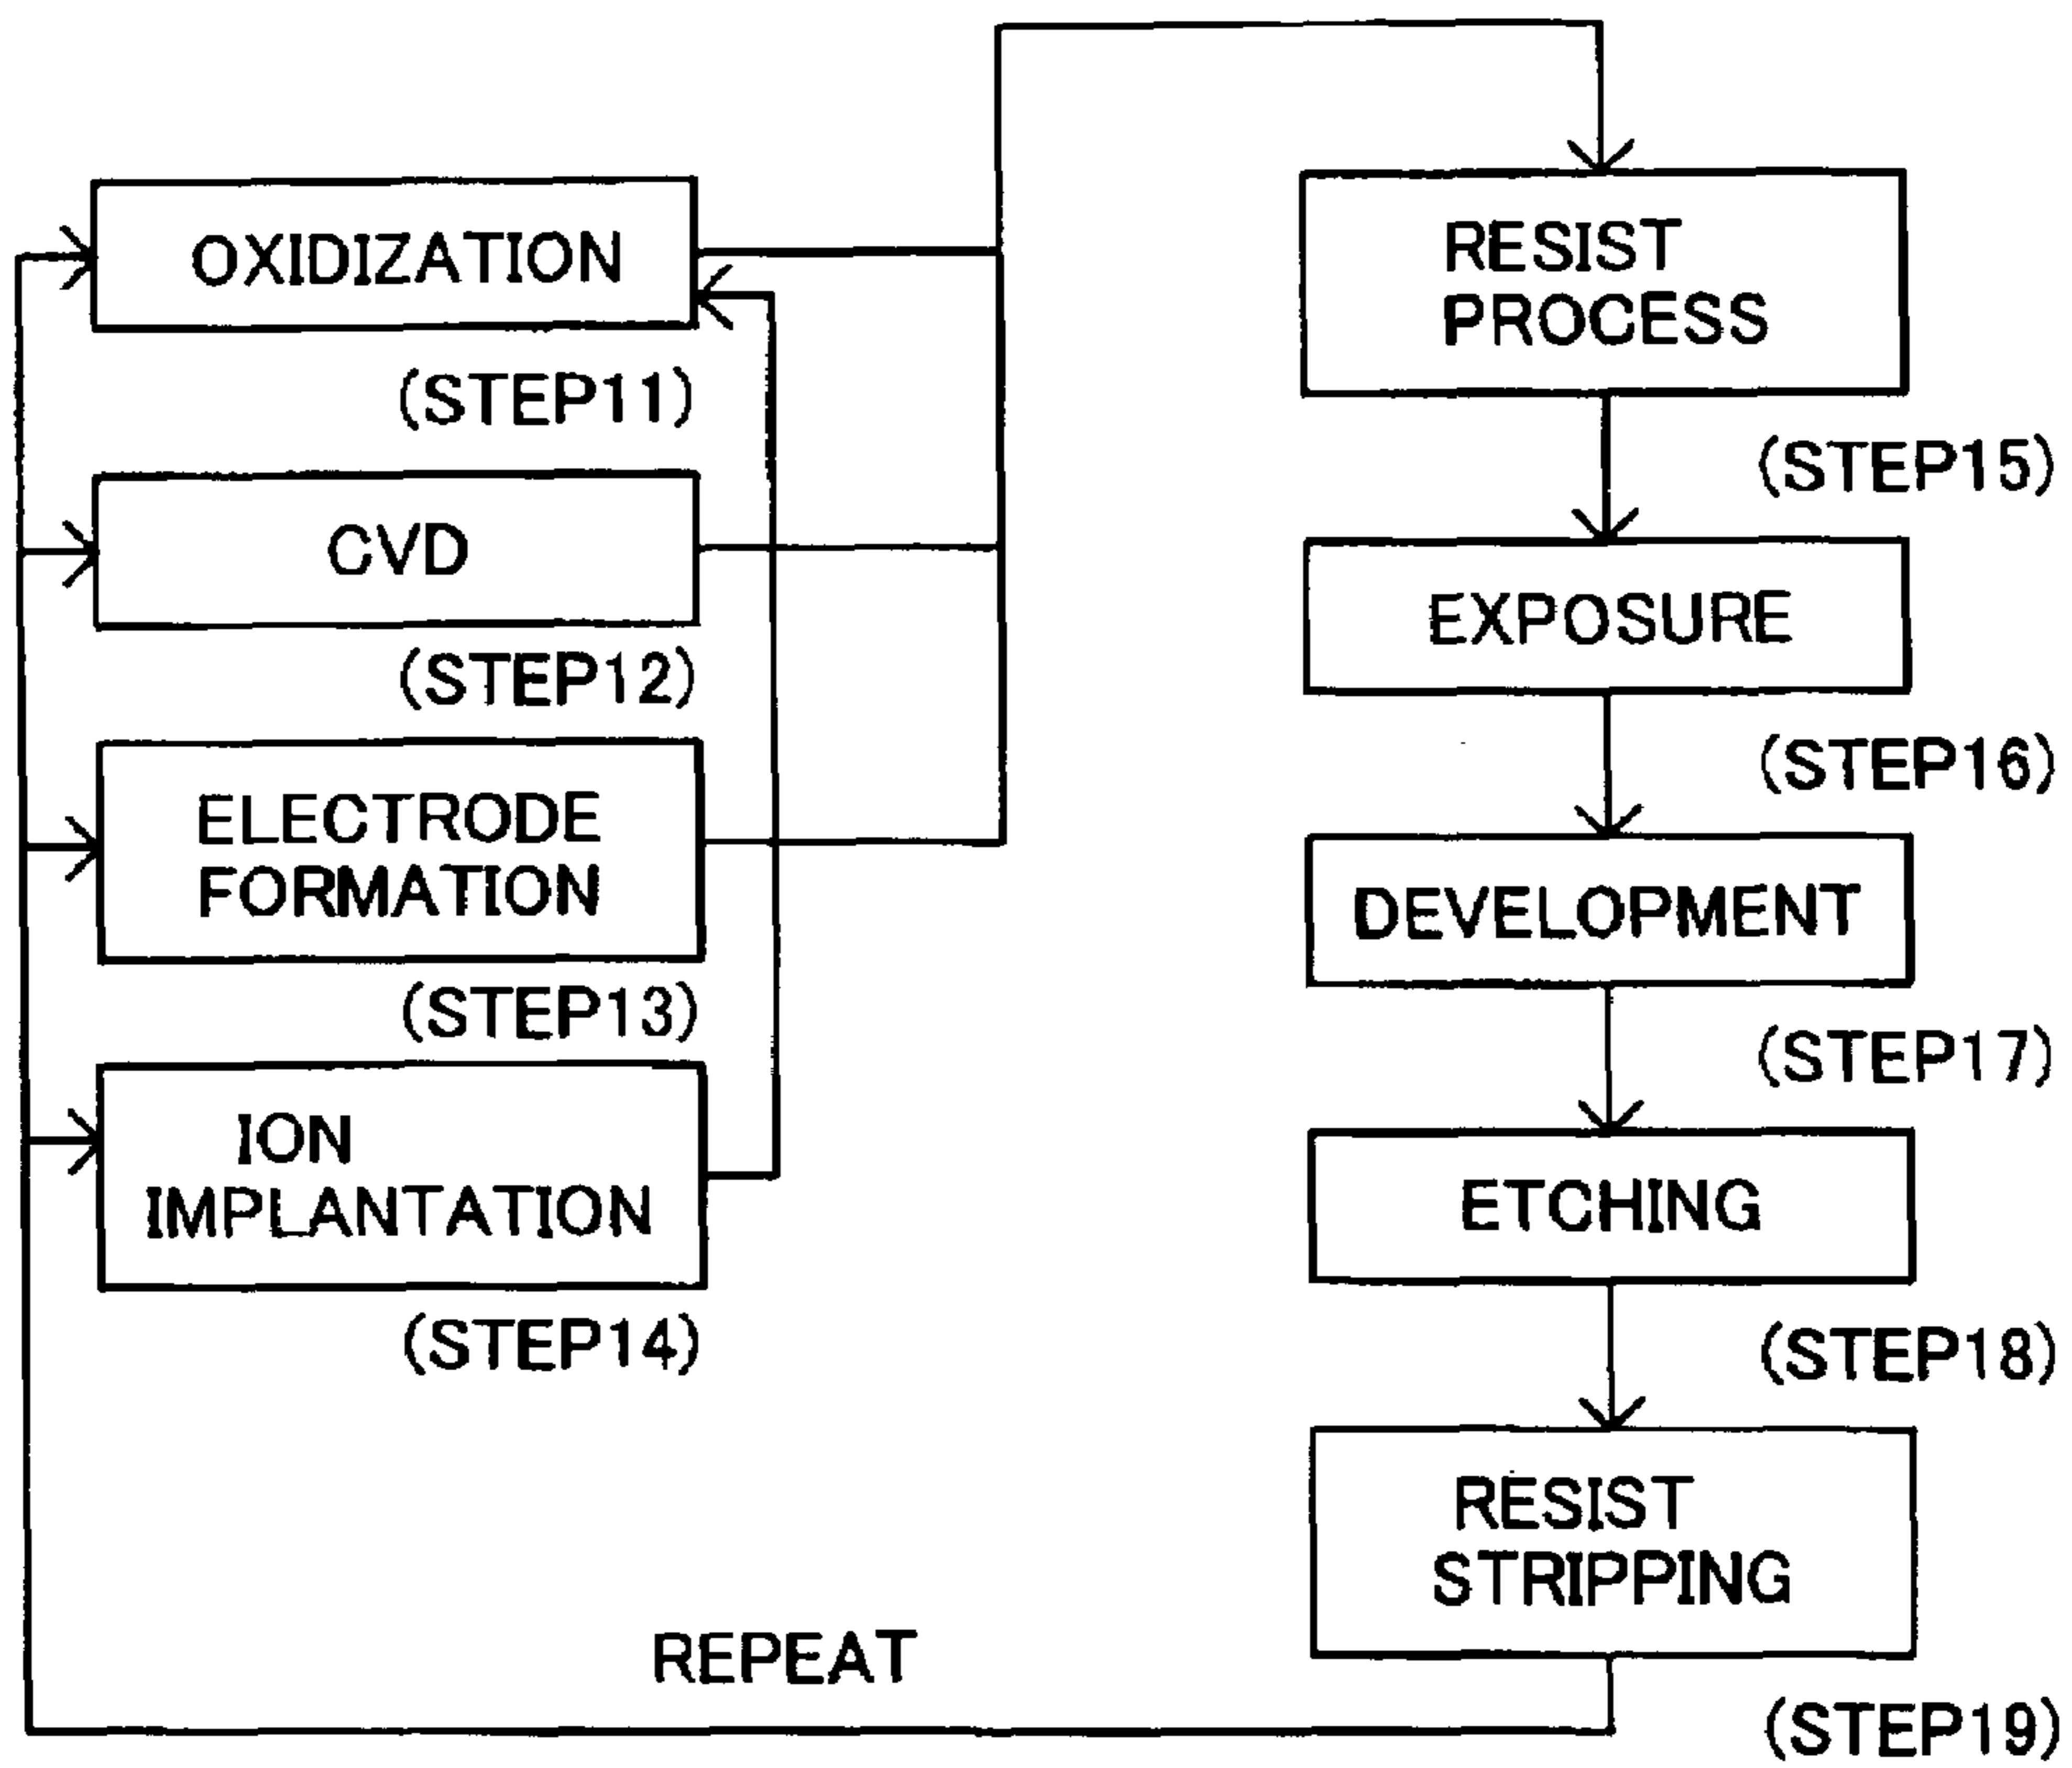 OXIDIZATION
(STEP11)
CVD
(STEP12)
ELECTRODE
FORMATION
(STEP13)
ION
IMPLANTATION
(STEP14)
RESIST
PROCESS
(STEP15)
EXPOSURE
(STEP16)
DEVELOPMENT
(STEP17)
ETCHING
(STEP18)
RESIST
STRIPPING
(STEP19)
REPEAT